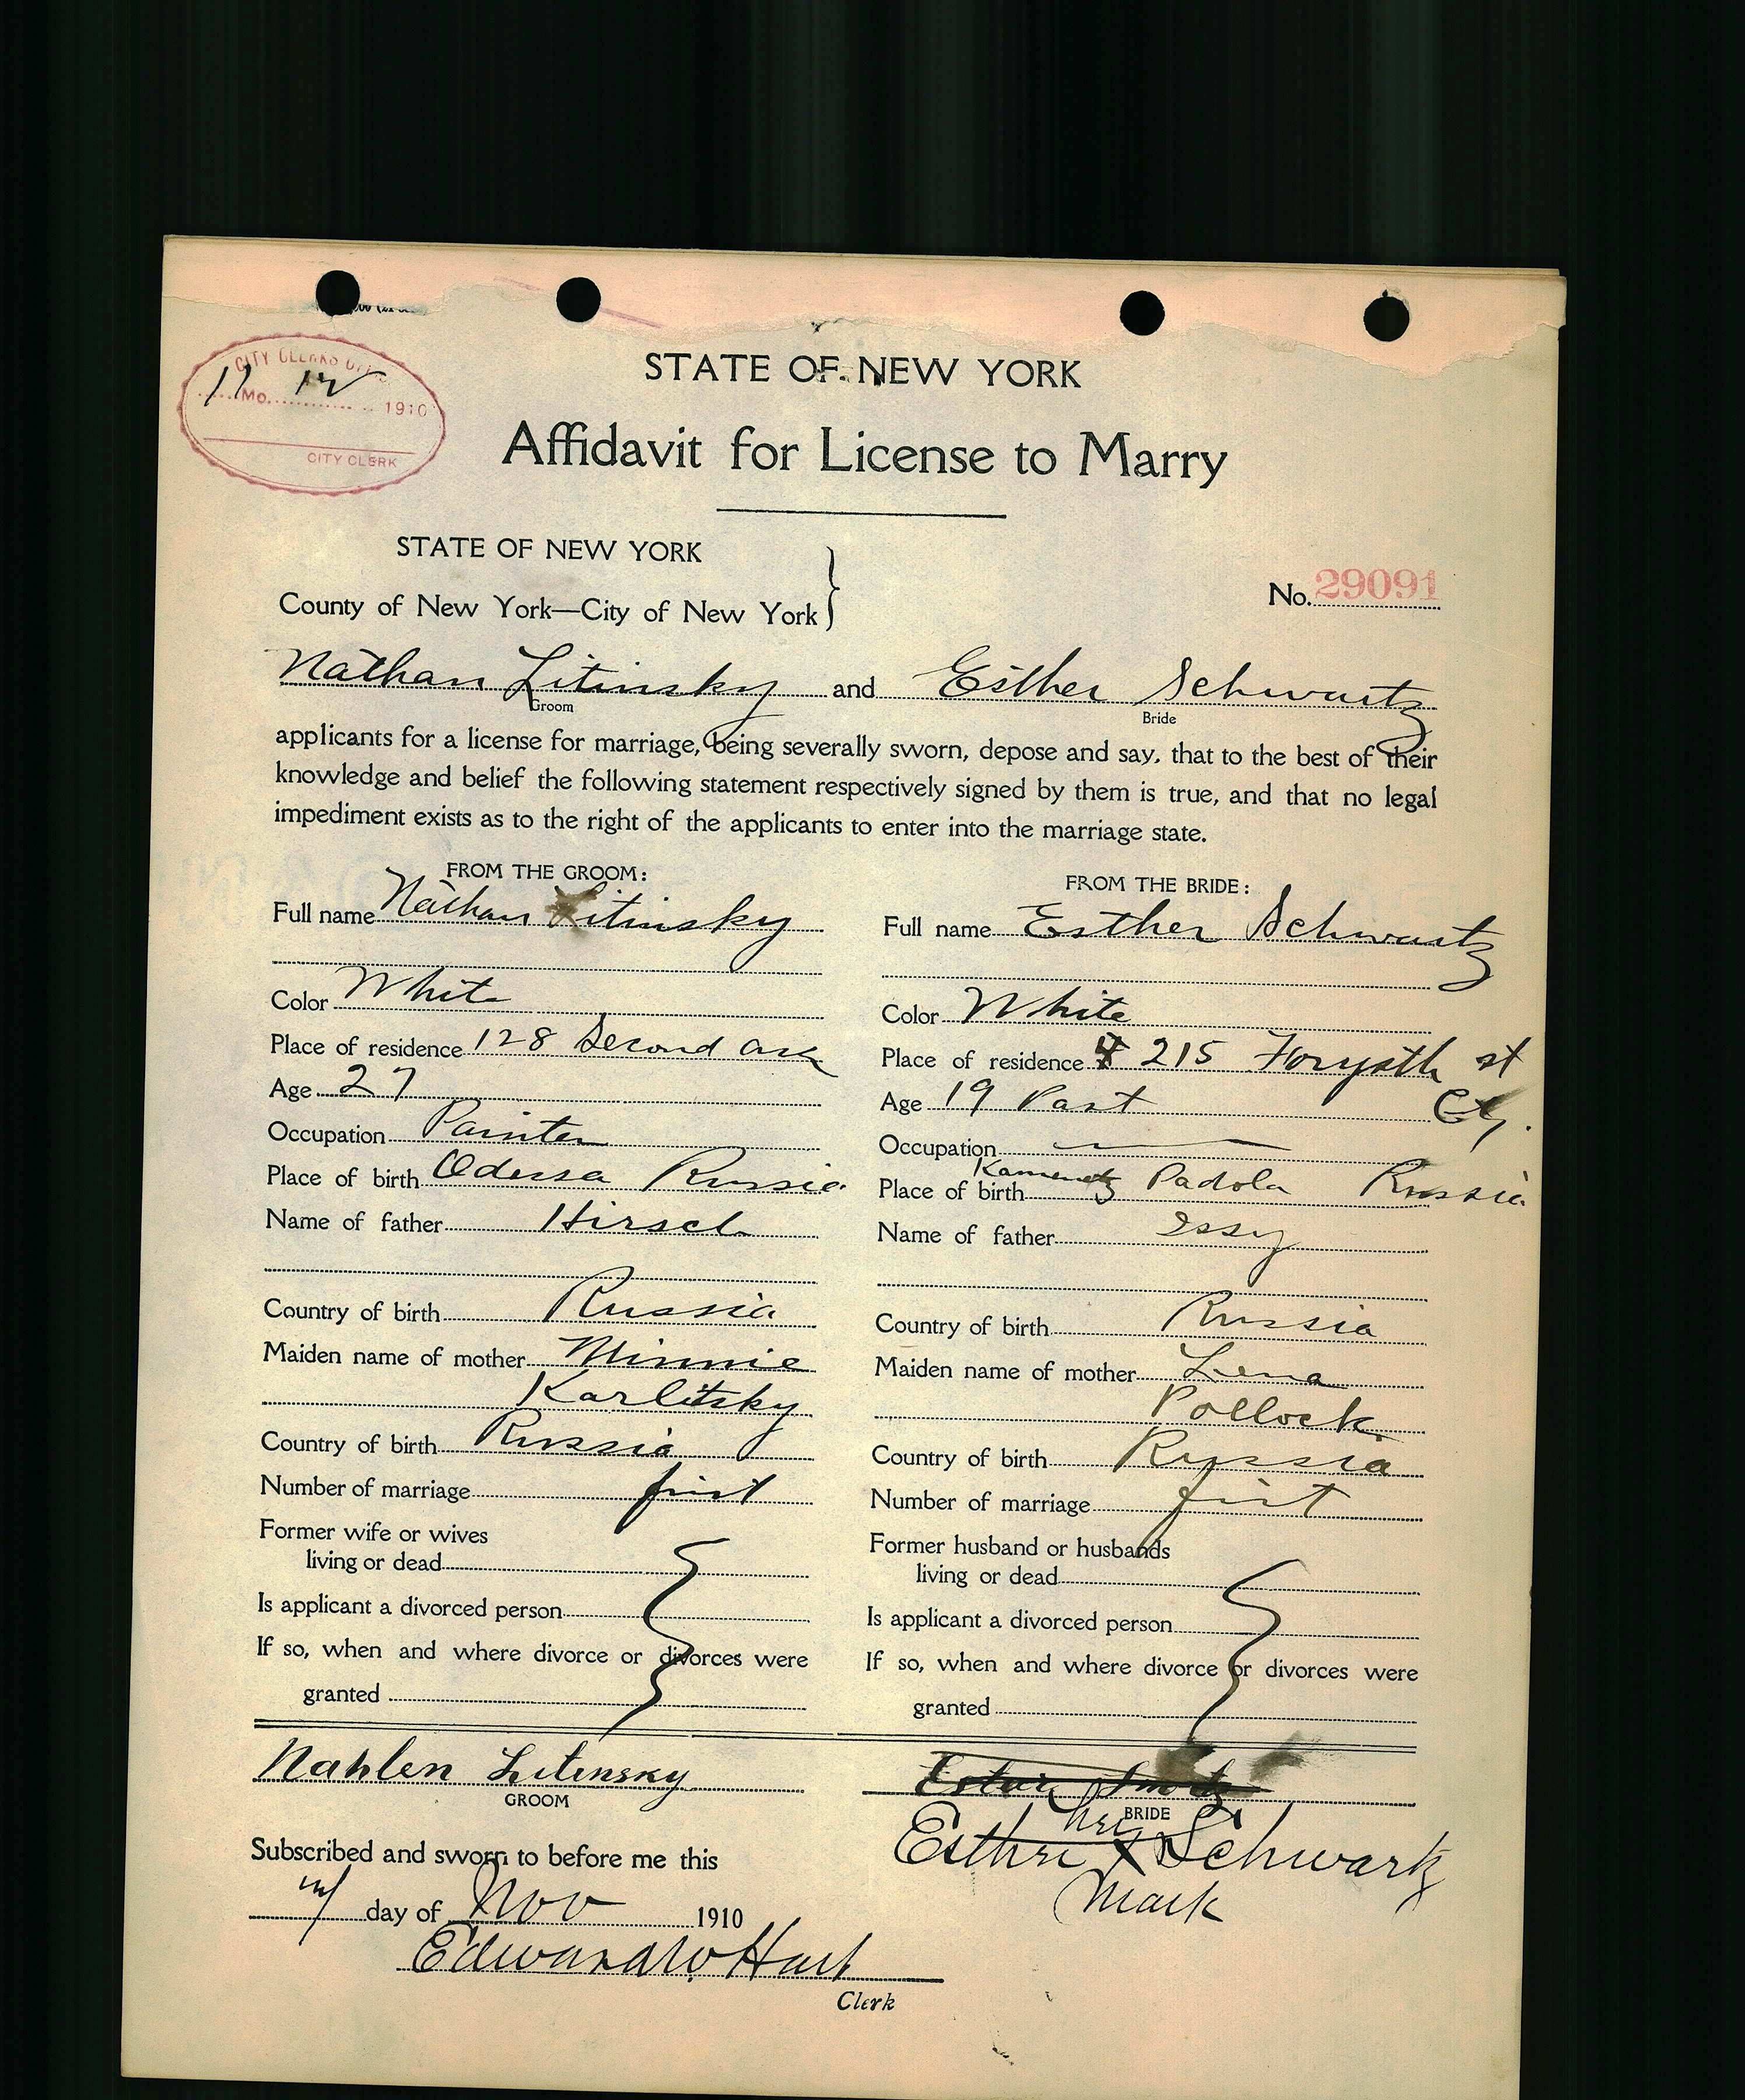 CITY CLERKS
11 Mo. 1910
CITY CLERK
STATE OF NEW YORK
Affidavit for License to Marry
STATE OF NEW YORK
County of New York—City of New York
No. 29091
Nathan Litinsky and Esther Schwartz
Groom Bride
applicants for a license for marriage, being severally sworn, depose and say, that to the best of their
knowledge and belief the following statement respectively signed by them is true, and that no legal
impediment exists as to the right of the applicants to enter into the marriage state.
FROM THE GROOM:
Full name Nathan Litinsky
Color White
Place of residence 128 Second Ave
Age 27
Occupation Painter
Place of birth Odessa Russia
Name of father Hirsch
Country of birth Russia
Maiden name of mother Minnie
Karlitsky
Country of birth Russia
Number of marriage first
Former wife or wives
living or dead
Is applicant a divorced person
If so, when and where divorce or divorces were
granted
FROM THE BRIDE:
Full name Esther Schwartz
Color White
Place of residence 215 Forsyth st
City.
Age 19 Past
Occupation
Place of birth Kamenetz Padola Russia
Name of father Issy
Country of birth Russia
Maiden name of mother Lena
Pollock
Country of birth Russia
Number of marriage first
Former husband or husbands
living or dead
Is applicant a divorced person
If so, when and where divorce or divorces were
granted
Nathen Litensky
GROOM
BRIDE
her
Esther X Schwartz
Mark
Subscribed and sworn to before me this
day of Nov 1910
Edward W Hart
Clerk